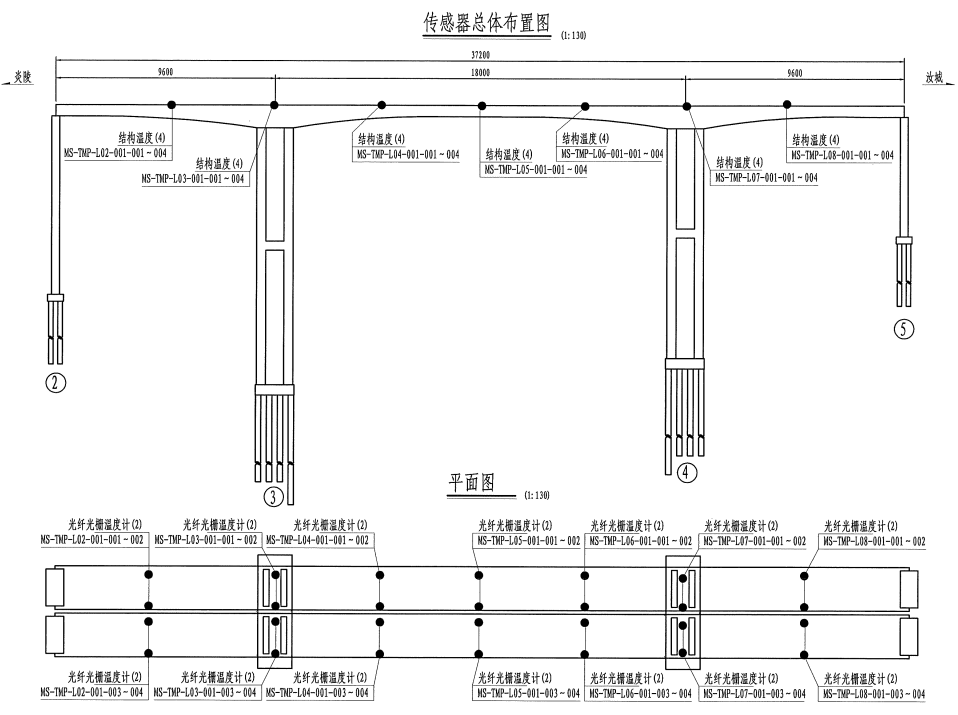 传感器总体布置图 (1:130)
37200
炎陵
9600
18000
9600
汝城
结构温度(4)
MS-TMP-L02-001-001～004
结构温度(4)
MS-TMP-L03-001-001～004
结构温度(4)
MS-TMP-L04-001-001～004
结构温度(4)
MS-TMP-L05-001-001～004
结构温度(4)
MS-TMP-L06-001-001～004
结构温度(4)
MS-TMP-L07-001-001～004
结构温度(4)
MS-TMP-L08-001-001～004
②
③
④
⑤
平面图 (1:130)
光纤光栅温度计(2)
MS-TMP-L02-001-001～002
光纤光栅温度计(2)
MS-TMP-L03-001-001～002
光纤光栅温度计(2)
MS-TMP-L04-001-001～002
光纤光栅温度计(2)
MS-TMP-L05-001-001～002
光纤光栅温度计(2)
MS-TMP-L06-001-001～002
光纤光栅温度计(2)
MS-TMP-L07-001-001～002
光纤光栅温度计(2)
MS-TMP-L08-001-001～002
光纤光栅温度计(2)
MS-TMP-L02-001-003～004
光纤光栅温度计(2)
MS-TMP-L03-001-003～004
光纤光栅温度计(2)
MS-TMP-L04-001-003～004
光纤光栅温度计(2)
MS-TMP-L05-001-003～004
光纤光栅温度计(2)
MS-TMP-L06-001-003～004
光纤光栅温度计(2)
MS-TMP-L07-001-003～004
光纤光栅温度计(2)
MS-TMP-L08-001-003～004